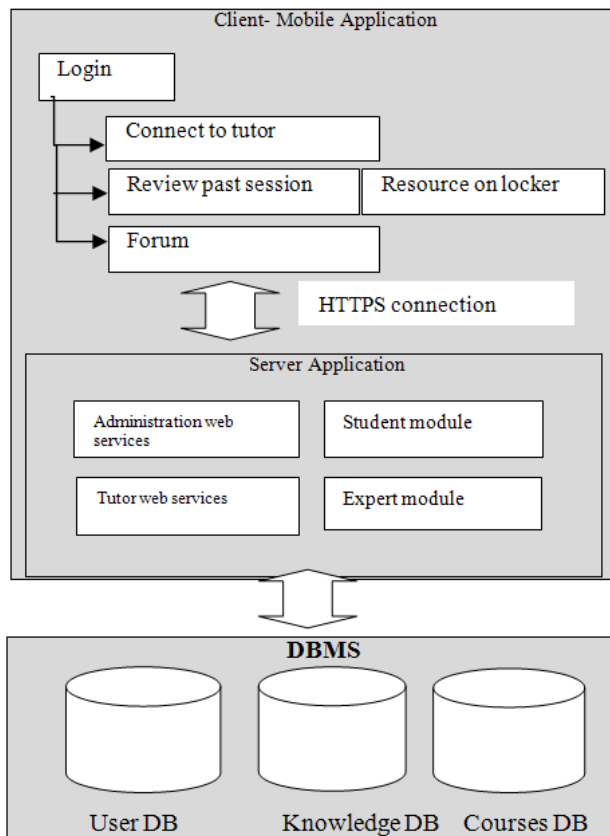 Client- Mobile Application
Login
Connect to tutor
Review past session
Resource on locker
Forum
HTTPS connection
Server Application
Administration web
services
Student module
Tutor web services
Expert module
DBMS
User DB
Knowledge DB
Courses DB